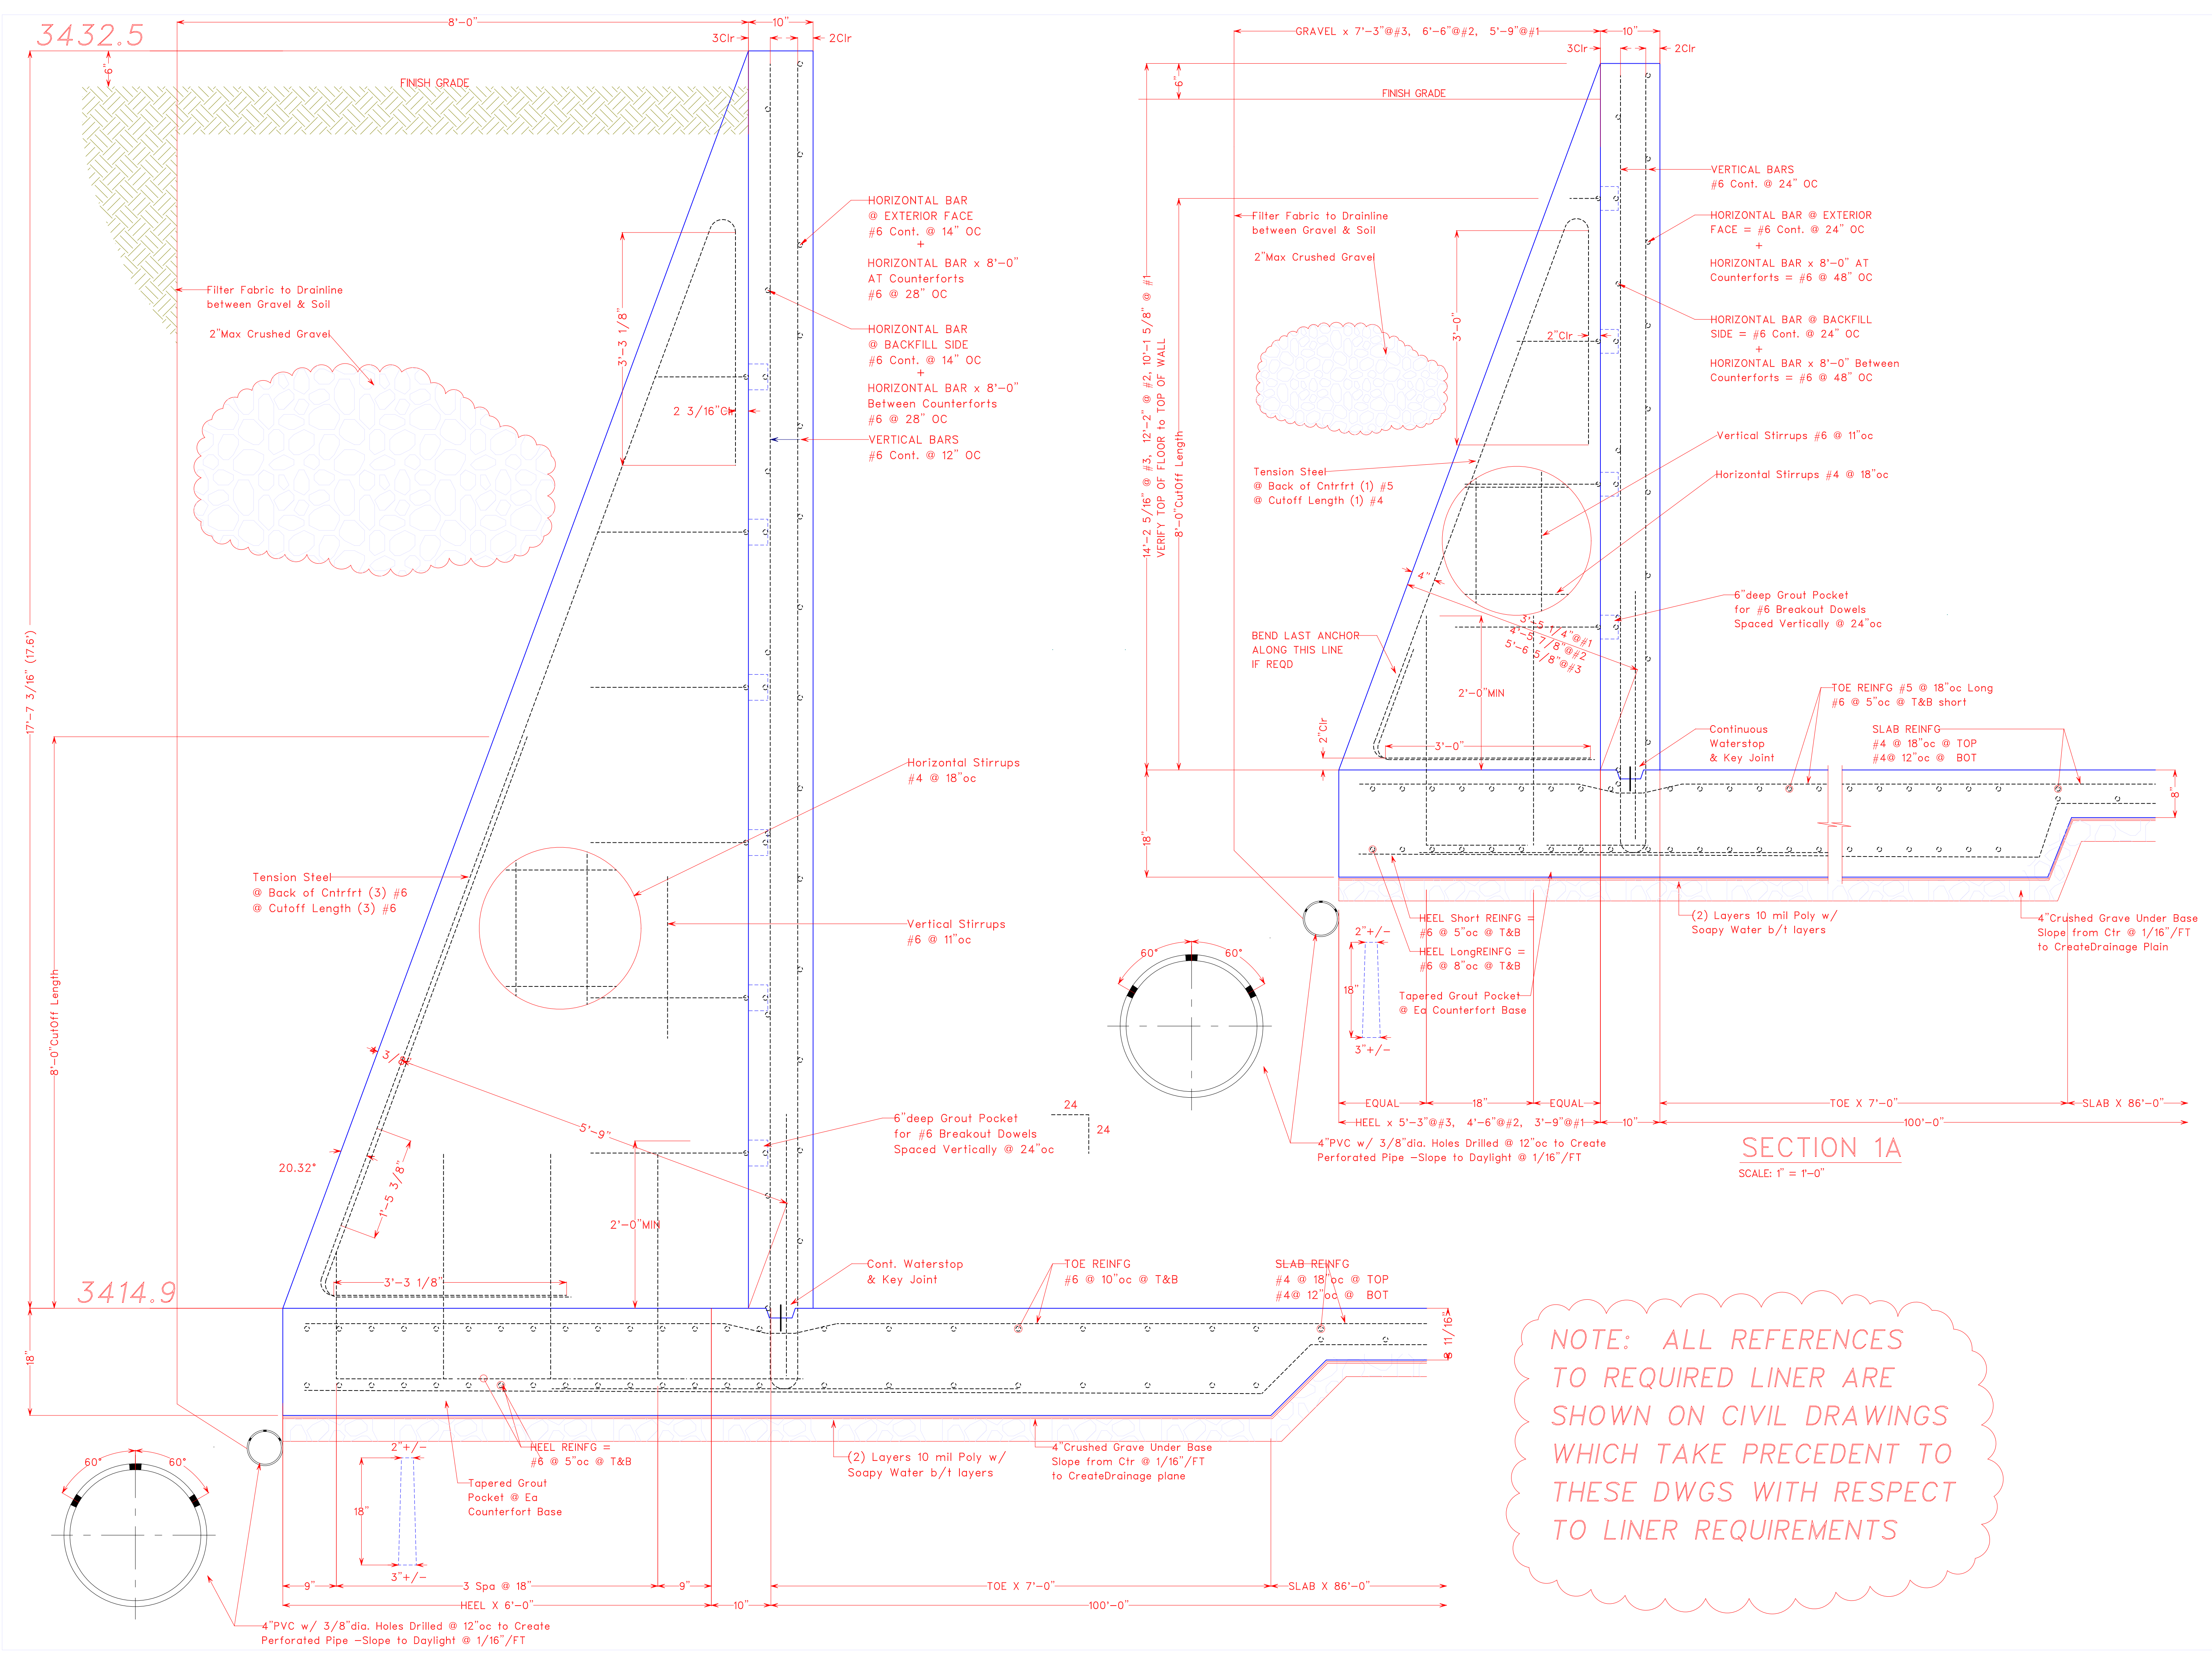 3432.5
8'-0"
10"
3Clr
2Clr
6"
FINISH GRADE
HORIZONTAL BAR
@ EXTERIOR FACE
#6 Cont. @ 14" OC
+
HORIZONTAL BAR x 8'-0"
AT Counterforts
#6 @ 28" OC
HORIZONTAL BAR
@ BACKFILL SIDE
#6 Cont. @ 14" OC
+
HORIZONTAL BAR x 8'-0"
Between Counterforts
#6 @ 28" OC
VERTICAL BARS
#6 Cont. @ 12" OC
Filter Fabric to Drainline
between Gravel & Soil
2"Max Crushed Gravel
3'-3 1/8"
2 3/16"Clr
17'-7 3/16" (17.6')
8'-0"CutOff Length
Horizontal Stirrups
#4 @ 18"oc
Tension Steel
@ Back of Cntrfrt (3) #6
@ Cutoff Length (3) #6
Vertical Stirrups
#6 @ 11"oc
5'-9"
20.32°
1'-5 3/8"
6"deep Grout Pocket
for #6 Breakout Dowels
Spaced Vertically @ 24"oc
24
24
2'-0"MIN
3'-3 1/8"
3414.9
Cont. Waterstop
& Key Joint
TOE REINFG
#6 @ 10"oc @ T&B
SLAB REINFG
#4 @ 18"oc @ TOP
#4@ 12"oc @  BOT
8 11/16"
18"
HEEL REINFG =
#6 @ 5"oc @ T&B
(2) Layers 10 mil Poly w/
Soapy Water b/t layers
4"Crushed Grave Under Base
Slope from Ctr @ 1/16"/FT
to CreateDrainage plane
Tapered Grout
Pocket @ Ea
Counterfort Base
60°
60°
2"+/-
18"
3"+/-
9"
3 Spa @ 18"
9"
TOE X 7'-0"
SLAB X 86'-0"
HEEL X 6'-0"
10"
100'-0"
4"PVC w/ 3/8"dia. Holes Drilled @ 12"oc to Create
Perforated Pipe -Slope to Daylight @ 1/16"/FT
GRAVEL x 7'-3"@#3,  6'-6"@#2,  5'-9"@#1
10"
3Clr
2Clr
6"
FINISH GRADE
VERTICAL BARS
#6 Cont. @ 24" OC
HORIZONTAL BAR @ EXTERIOR
FACE = #6 Cont. @ 24" OC
+
HORIZONTAL BAR x 8'-0" AT
Counterforts = #6 @ 48" OC
HORIZONTAL BAR @ BACKFILL
SIDE = #6 Cont. @ 24" OC
+
HORIZONTAL BAR x 8'-0" Between
Counterforts = #6 @ 48" OC
Filter Fabric to Drainline
between Gravel & Soil
2"Max Crushed Gravel
3'-0"
2"Clr
14'-2 5/16" @ #3, 12'-2" @ #2, 10'-1 5/8" @ #1
VERIFY TOP OF FLOOR to TOP OF WALL
8'-0"CutOff Length
Vertical Stirrups #6 @ 11"oc
Horizontal Stirrups #4 @ 18"oc
Tension Steel
@ Back of Cntrfrt (1) #5
@ Cutoff Length (1) #4
4"
6"deep Grout Pocket
for #6 Breakout Dowels
Spaced Vertically @ 24"oc
3'-5 1/4"@#1
4'-5 7/8"@#2
5'-6 5/8"@#3
BEND LAST ANCHOR
ALONG THIS LINE
IF REQD
2'-0"MIN
TOE REINFG #5 @ 18"oc Long
#6 @ 5"oc @ T&B short
2"Clr
3'-0"
Continuous
Waterstop
& Key Joint
SLAB REINFG
#4 @ 18"oc @ TOP
#4@ 12"oc @  BOT
8"
18"
HEEL Short REINFG =
#6 @ 5"oc @ T&B
HEEL LongREINFG =
#6 @ 8"oc @ T&B
(2) Layers 10 mil Poly w/
Soapy Water b/t layers
4"Crushed Grave Under Base
Slope from Ctr @ 1/16"/FT
to CreateDrainage Plain
Tapered Grout Pocket
@ Ea Counterfort Base
60°
60°
2"+/-
18"
3"+/-
EQUAL
18"
EQUAL
TOE X 7'-0"
SLAB X 86'-0"
HEEL x 5'-3"@#3,  4'-6"@#2,  3'-9"@#1
10"
100'-0"
4"PVC w/ 3/8"dia. Holes Drilled @ 12"oc to Create
Perforated Pipe -Slope to Daylight @ 1/16"/FT
SECTION 1A
SCALE: 1" = 1'-0"
NOTE:  ALL REFERENCES
TO REQUIRED LINER ARE
SHOWN ON CIVIL DRAWINGS
WHICH TAKE PRECEDENT TO
THESE DWGS WITH RESPECT
TO LINER REQUIREMENTS